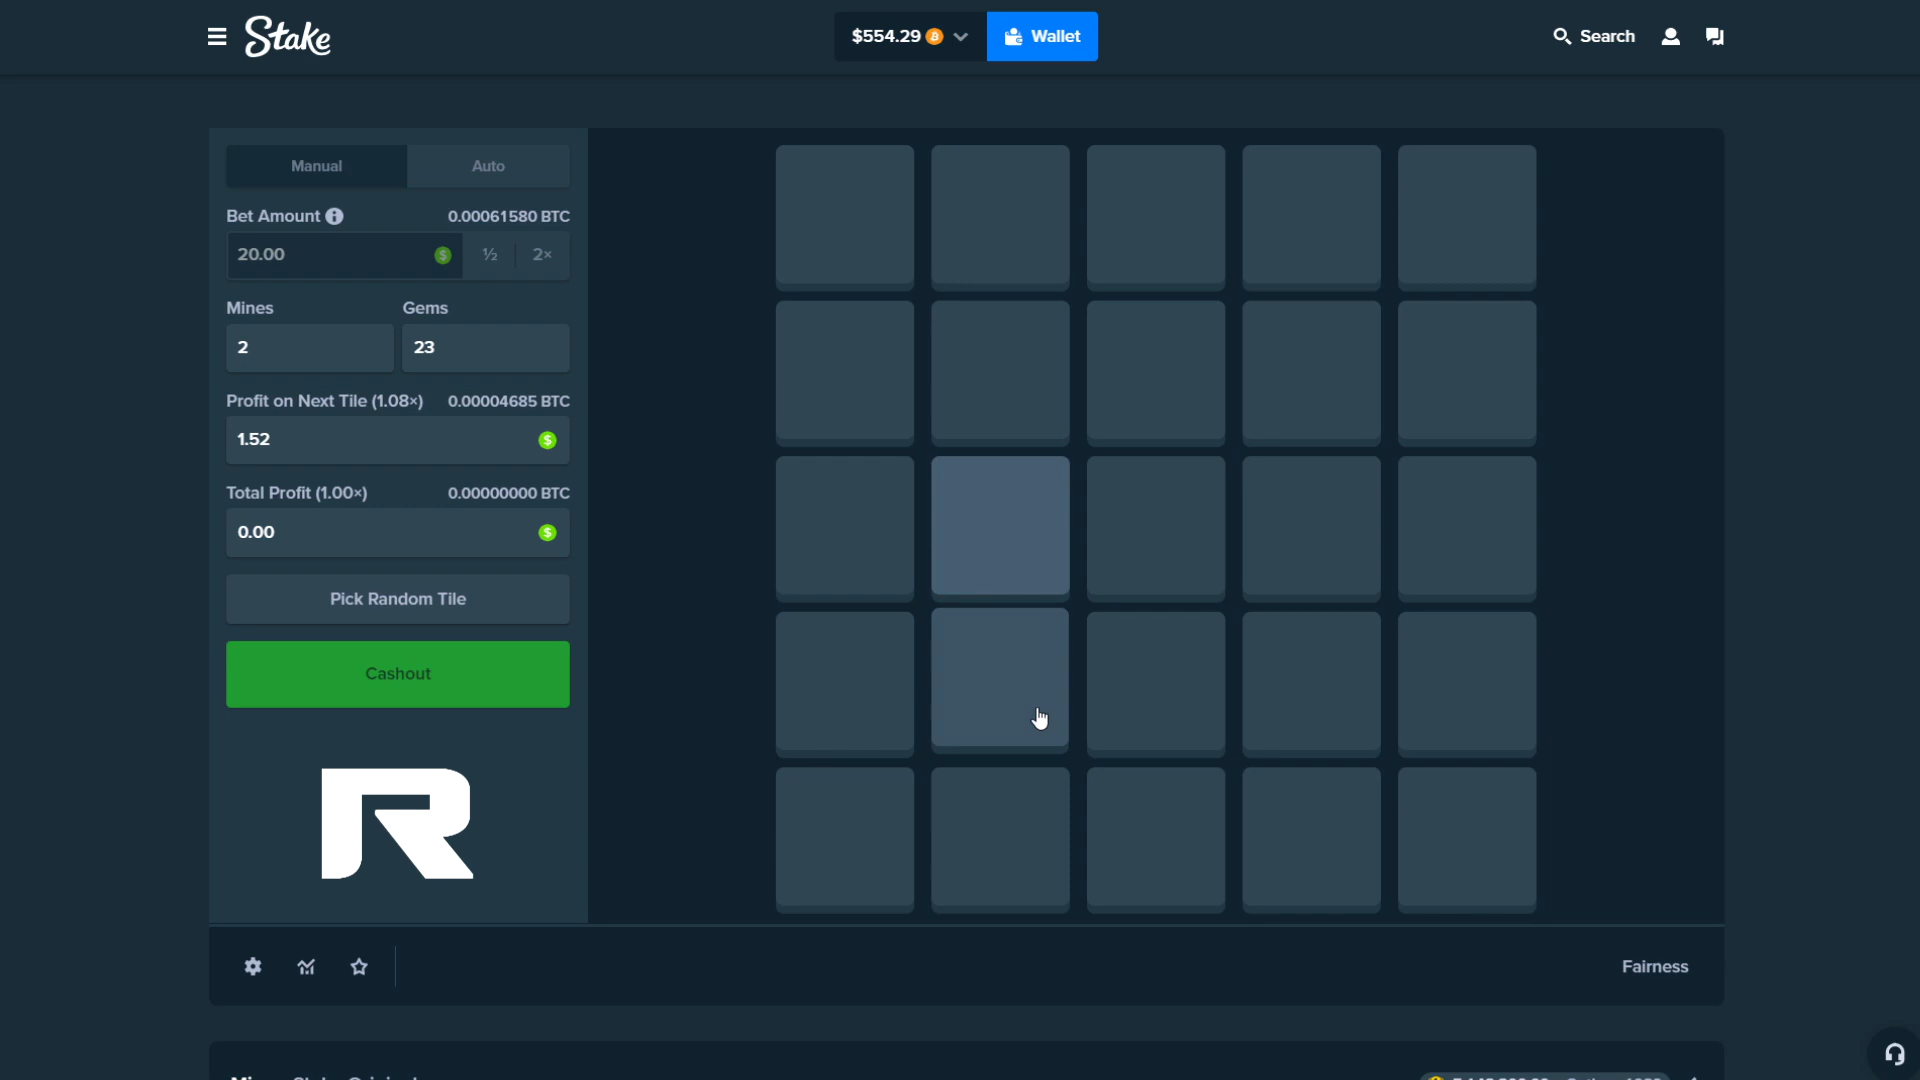 Stake
$554.29
Wallet
Search
Manual
Auto
Bet Amount
0.00061580 BTC
20.00
½
2×
Mines
Gems
2
23
Profit on Next Tile (1.08×)
0.00004685 BTC
1.52
Total Profit (1.00×)
0.00000000 BTC
0.00
Pick Random Tile
Cashout
R
Fairness